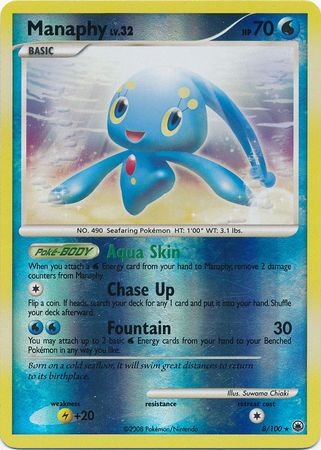 Manaphy LV.32 HP 70
BASIC
NO. 490 Seafaring Pokémon HT: 1'00" WT: 3.1 lbs.
Poké-BODY Aqua Skin
When you attach a Energy card from your hand to Manaphy, remove 2 damage
counters from Manaphy.
Chase Up
Flip a coin. If heads, search your deck for any 1 card and put it into your hand. Shuffle
your deck afterward.
Fountain 30
You may attach up to 2 basic Energy cards from your hand to your Benched
Pokémon in any way you like.
Born on a cold seafloor, it will swim great distances to return
to its birthplace.
Illus. Suwama Chiaki
weakness resistance retreat cost
+20
©2008 Pokémon/Nintendo 8/100 ★